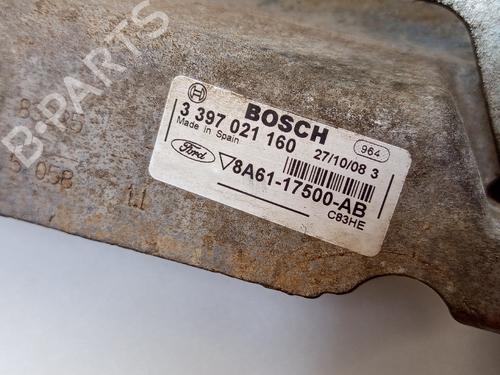 B-PARTS
BOSCH
3 397 021 160
964
Made in Spain
27/10/08 3
Ford
8A61-17500-AB
C83HE